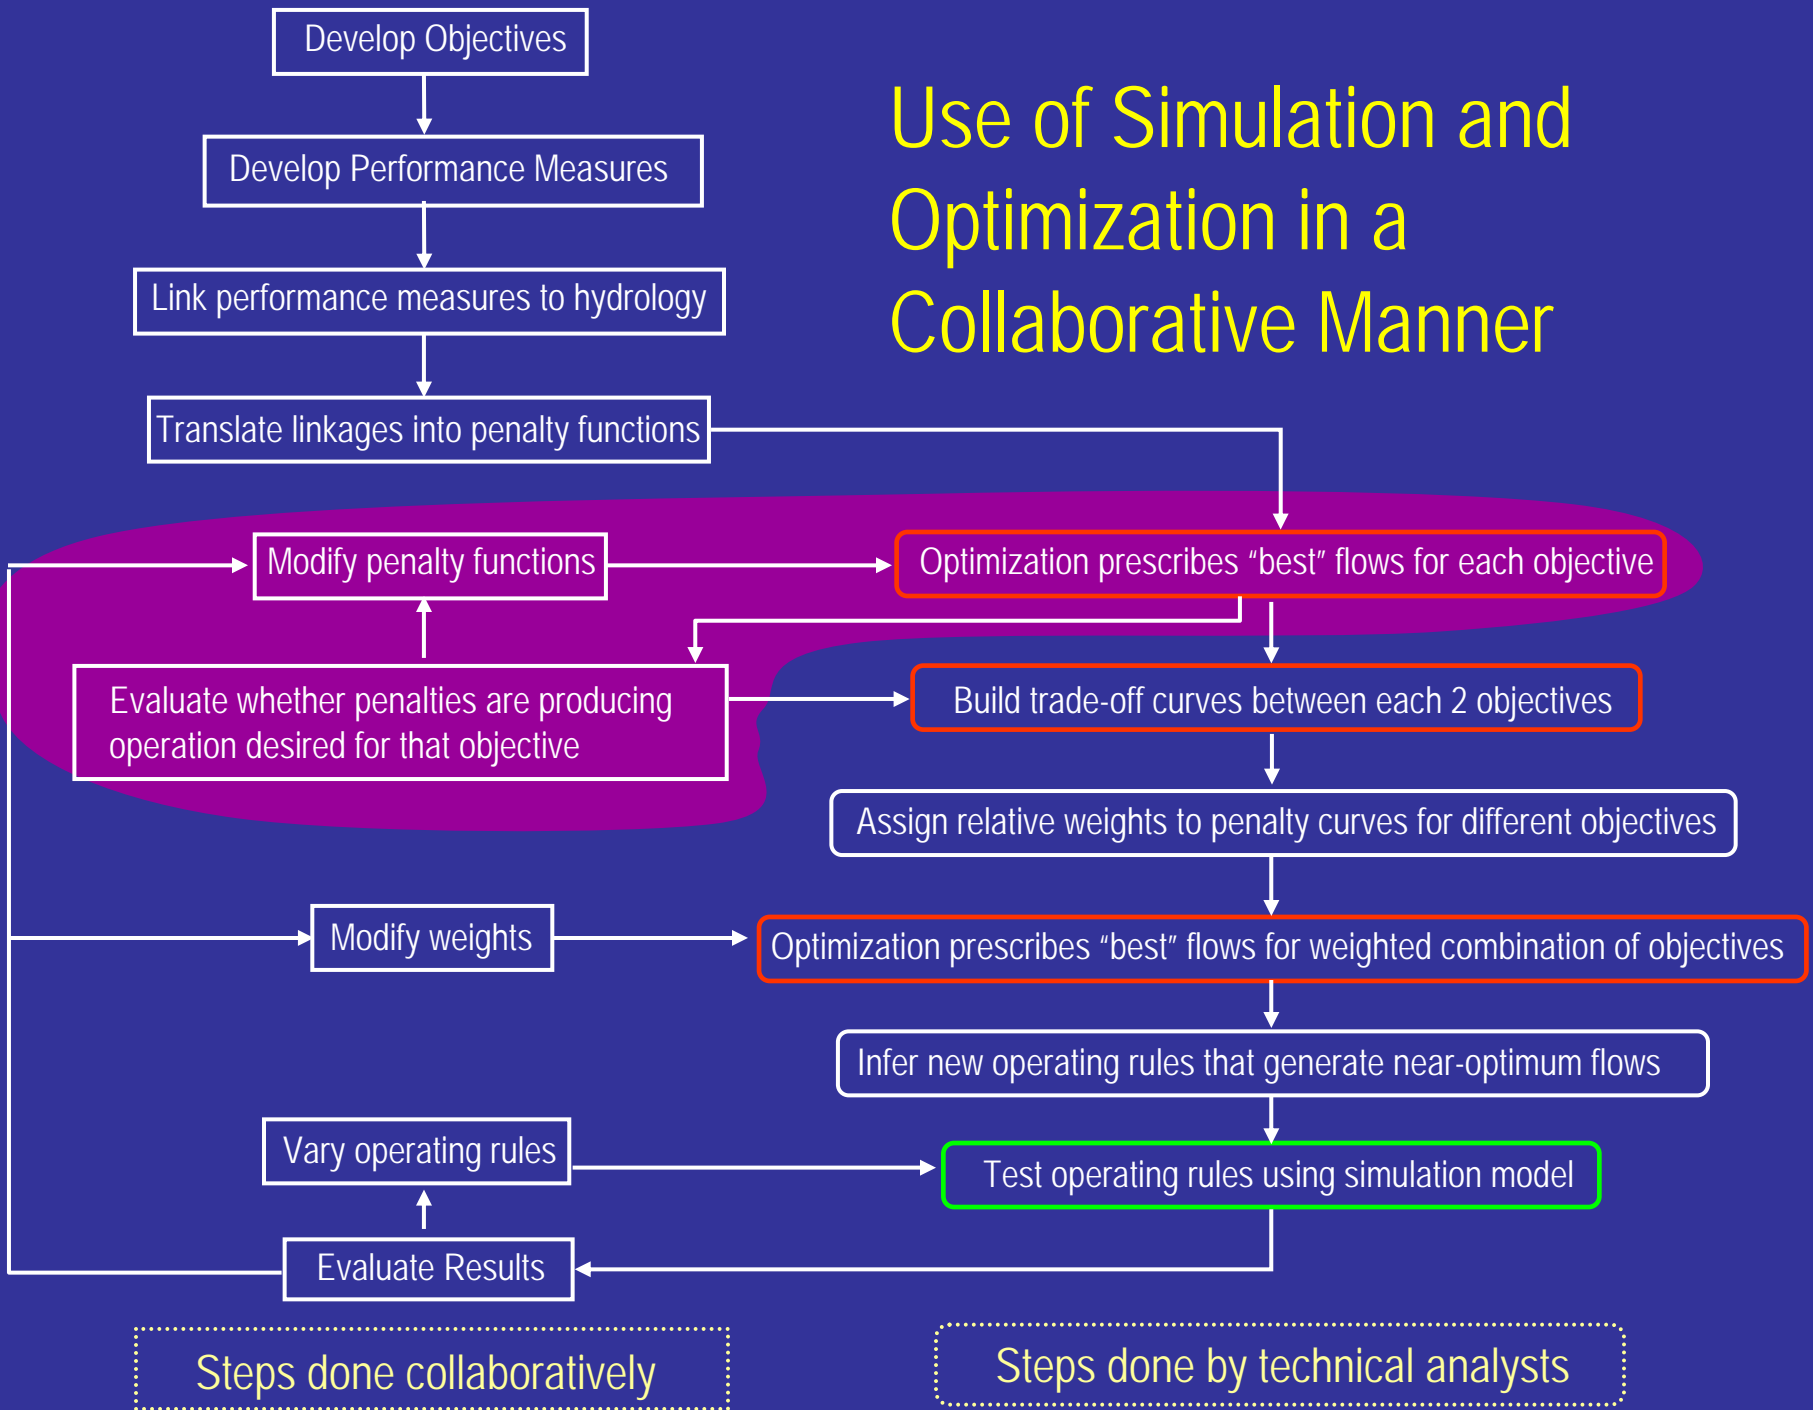 Develop Objectives
Use of Simulation and
Optimization in a
Collaborative Manner
Develop Performance Measures
Link performance measures to hydrology
Translate linkages into penalty functions
Modify penalty functions
Optimization prescribes “best” flows for each objective
Evaluate whether penalties are producing
operation desired for that objective
Build trade-off curves between each 2 objectives
Assign relative weights to penalty curves for different objectives
Modify weights
Optimization prescribes “best” flows for weighted combination of objectives
Infer new operating rules that generate near-optimum flows
Vary operating rules
Test operating rules using simulation model
Evaluate Results
Steps done collaboratively
Steps done by technical analysts